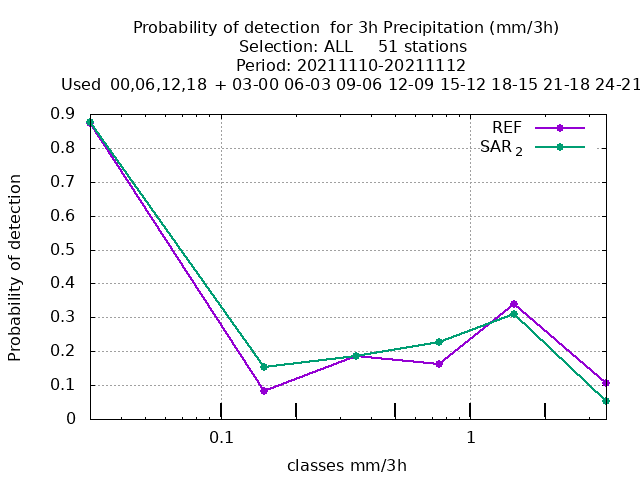 Probability of detection  for 3h Precipitation (mm/3h)
Selection: ALL     51 stations
Period: 20211110-20211112
Used  00,06,12,18  + 03-00 06-03 09-06 12-09 15-12 18-15 21-18 24-21
REF
SAR 2
0.9
0.8
0.7
0.6
0.5
0.4
0.3
0.2
0.1
0
Probability of detection
0.1
1
classes mm/3h